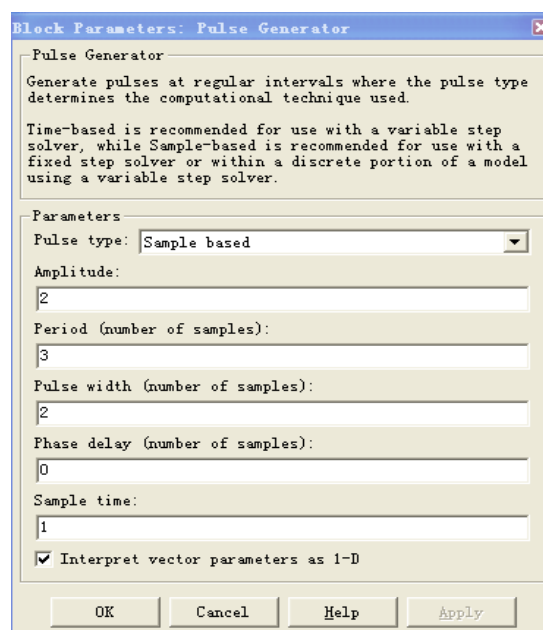 Block Parameters: Pulse Generator
Pulse Generator
Generate pulses at regular intervals where the pulse type
determines the computational technique used.
Time-based is recommended for use with a variable step
solver, while Sample-based is recommended for use with a
fixed step solver or within a discrete portion of a model
using a variable step solver.
Parameters
Pulse type: Sample based
Amplitude:
2
Period (number of samples):
3
Pulse width (number of samples):
2
Phase delay (number of samples):
0
Sample time:
1
Interpret vector parameters as 1-D
OK Cancel Help Apply